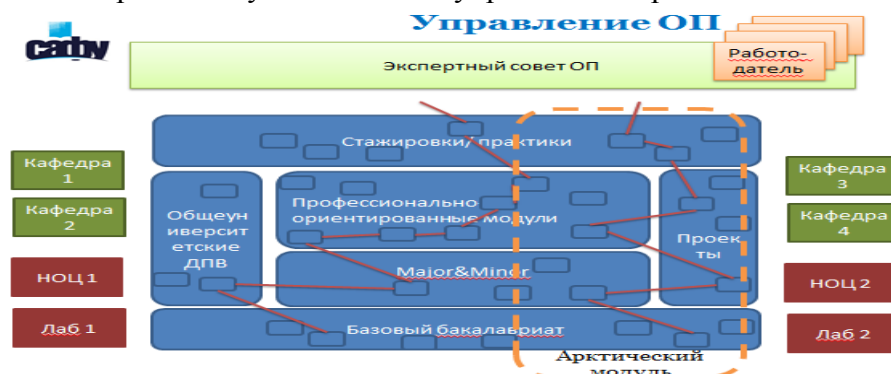 Управление ОП
сафу
Экспертный совет ОП
Работо-
датель
Стажировки/ практики
Кафедра
1
Кафедра
2
НОЦ 1
Лаб 1
Общеун
иверсит
етские
ДПВ
Профессионально-
ориентированные модули
Major&Minor
Проек
ты
Базовый бакалавриат
Кафедра
3
Кафедра
4
НОЦ 2
Лаб 2
Арктический
модуль